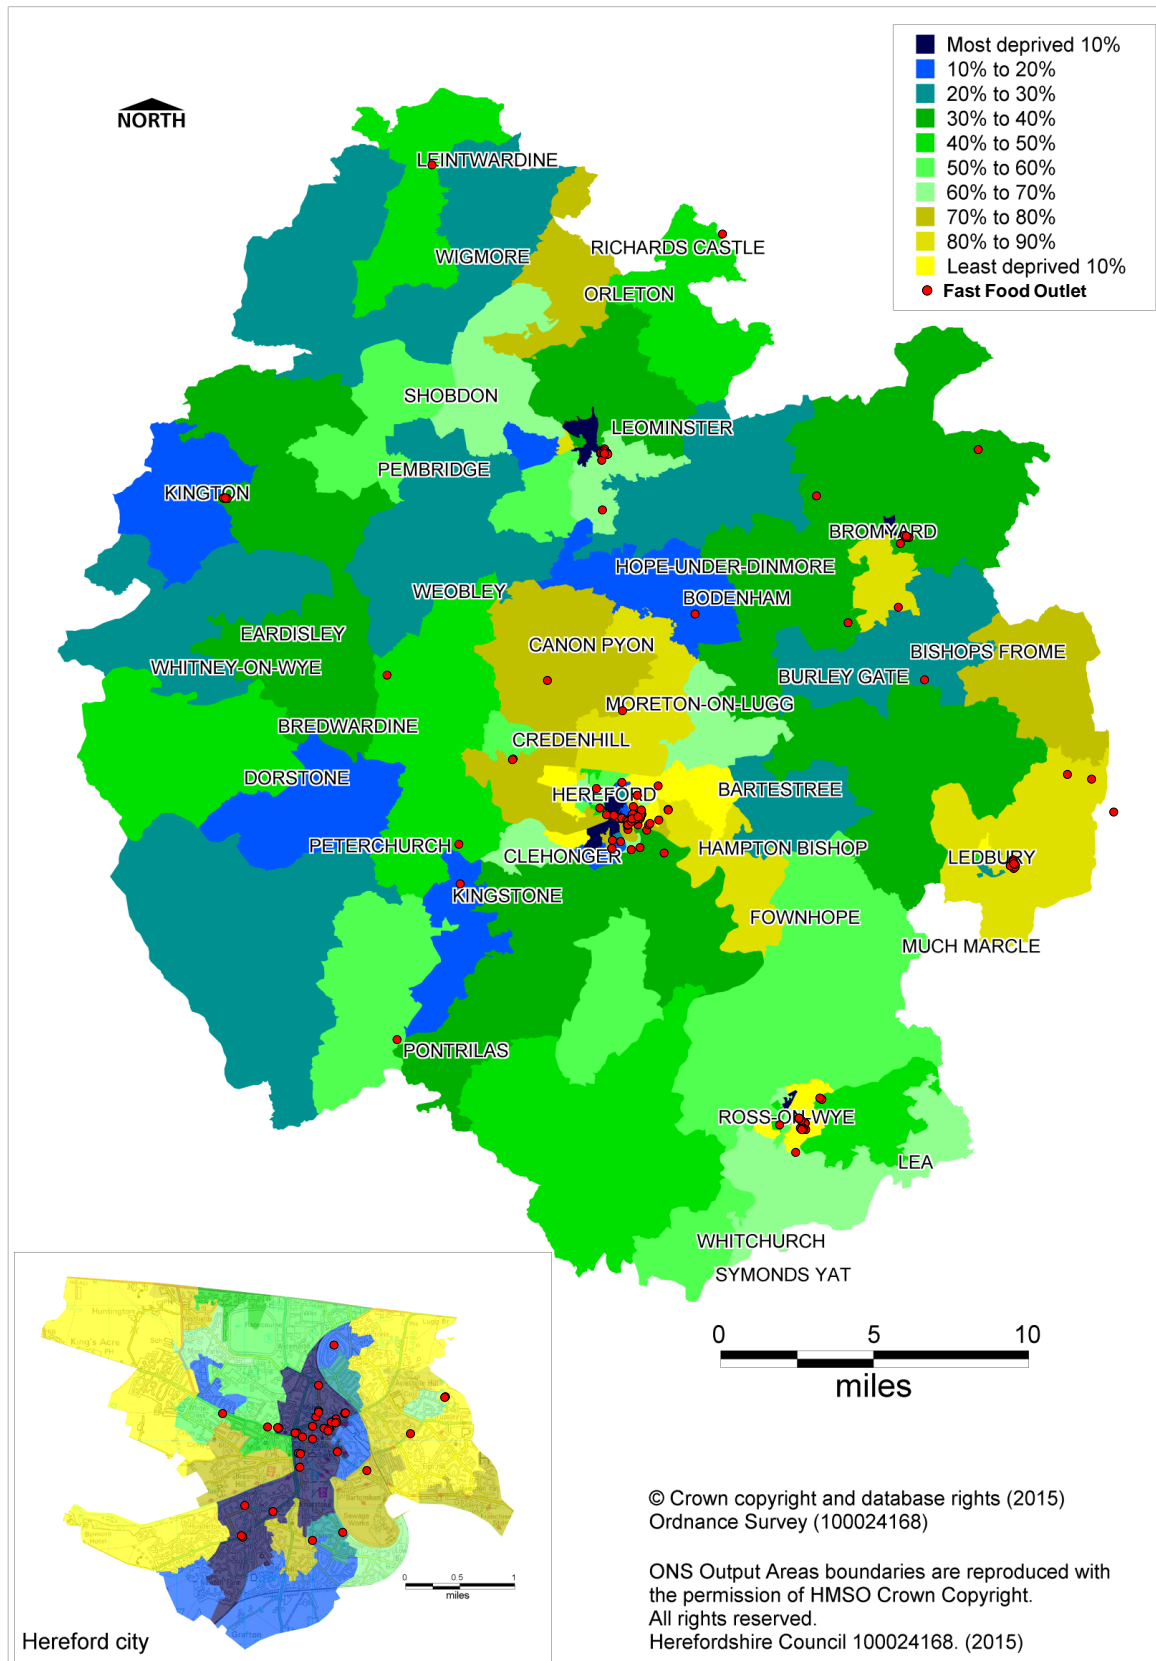 Most deprived 10%
10% to 20%
20% to 30%
30% to 40%
40% to 50%
50% to 60%
60% to 70%
70% to 80%
80% to 90%
Least deprived 10%
Fast Food Outlet
NORTH
LEINTWARDINE
WIGMORE
RICHARDS CASTLE
ORLETON
SHOBDON
LEOMINSTER
PEMBRIDGE
KINGTON
BROMYARD
HOPE-UNDER-DINMORE
WEOBLEY
BODENHAM
EARDISLEY
CANON PYON
BISHOPS FROME
WHITNEY-ON-WYE
BURLEY GATE
MORETON-ON-LUGG
BREDWARDINE
CREDENHILL
DORSTONE
HEREFORD
BARTESTREE
PETERCHURCH
CLEHONGER
HAMPTON BISHOP
LEDBURY
KINGSTONE
FOWNHOPE
MUCH MARCLE
PONTRILAS
ROSS-ON-WYE
LEA
WHITCHURCH
SYMONDS YAT
0 5 10
miles
Huntington
King's Acre
Grafton
0 0.5 1
miles
Hereford city
© Crown copyright and database rights (2015)
Ordnance Survey (100024168)
ONS Output Areas boundaries are reproduced with
the permission of HMSO Crown Copyright.
All rights reserved.
Herefordshire Council 100024168. (2015)